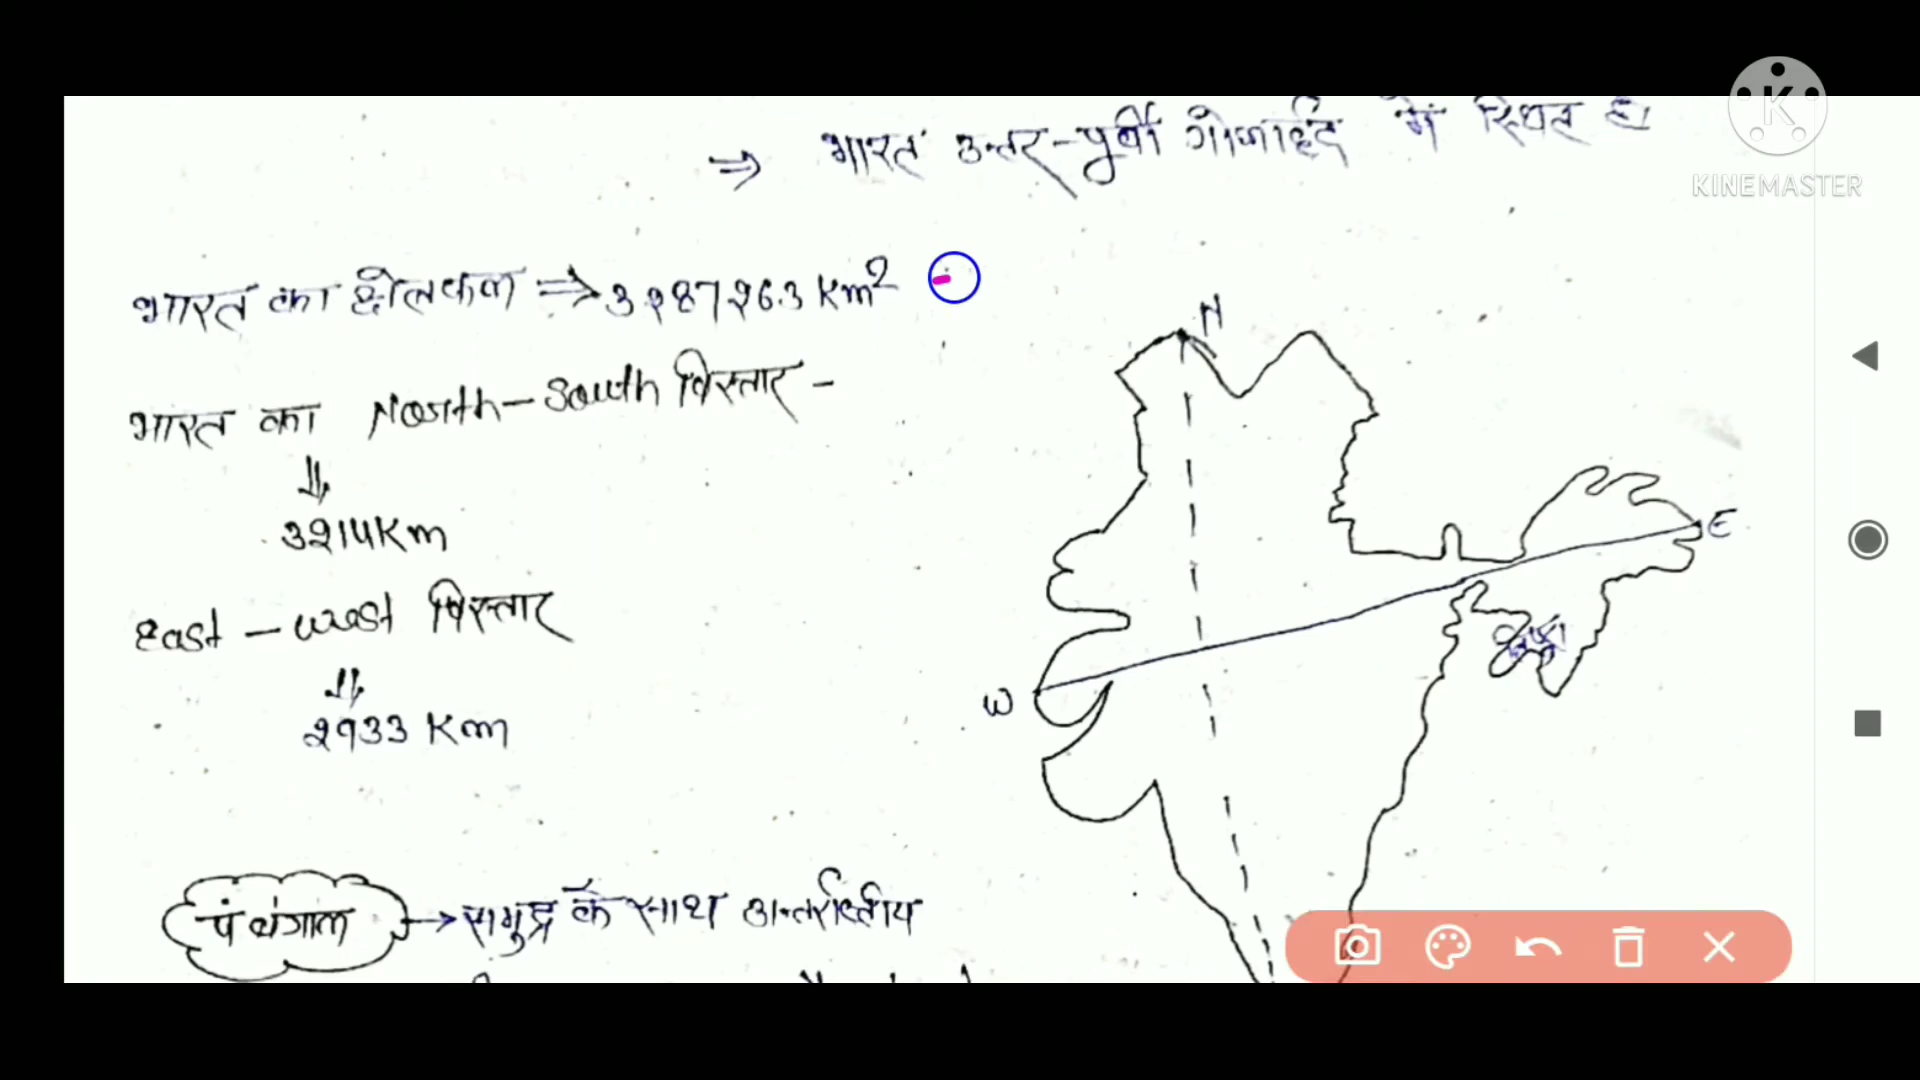 ⇒ भारत उत्तर-पूर्वी गोलार्ध्द में स्थित है।
KINEMASTER
भारत का क्षेत्रफल ⇒ 3287263 Km²
भारत का North-South विस्तार -
⇓
3214Km
East - West विस्तार
⇓
2933 Km
N
E
W
पं बंगाल → समुद्र के साथ अन्तर्राष्ट्रीय